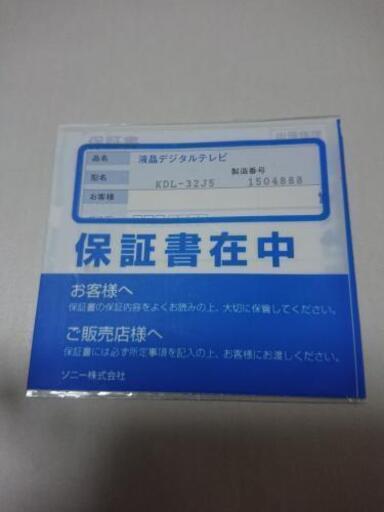 保証書
品名 液晶デジタルテレビ
型名 KDL-32J5 製造番号 1504880
お客様
保証書在中
お客様へ
保証書の保証内容をよくお読みの上、大切に保管してください。
ご販売店様へ
保証書には必ず所定事項を記入の上、お客様にお渡しください。
ソニー株式会社